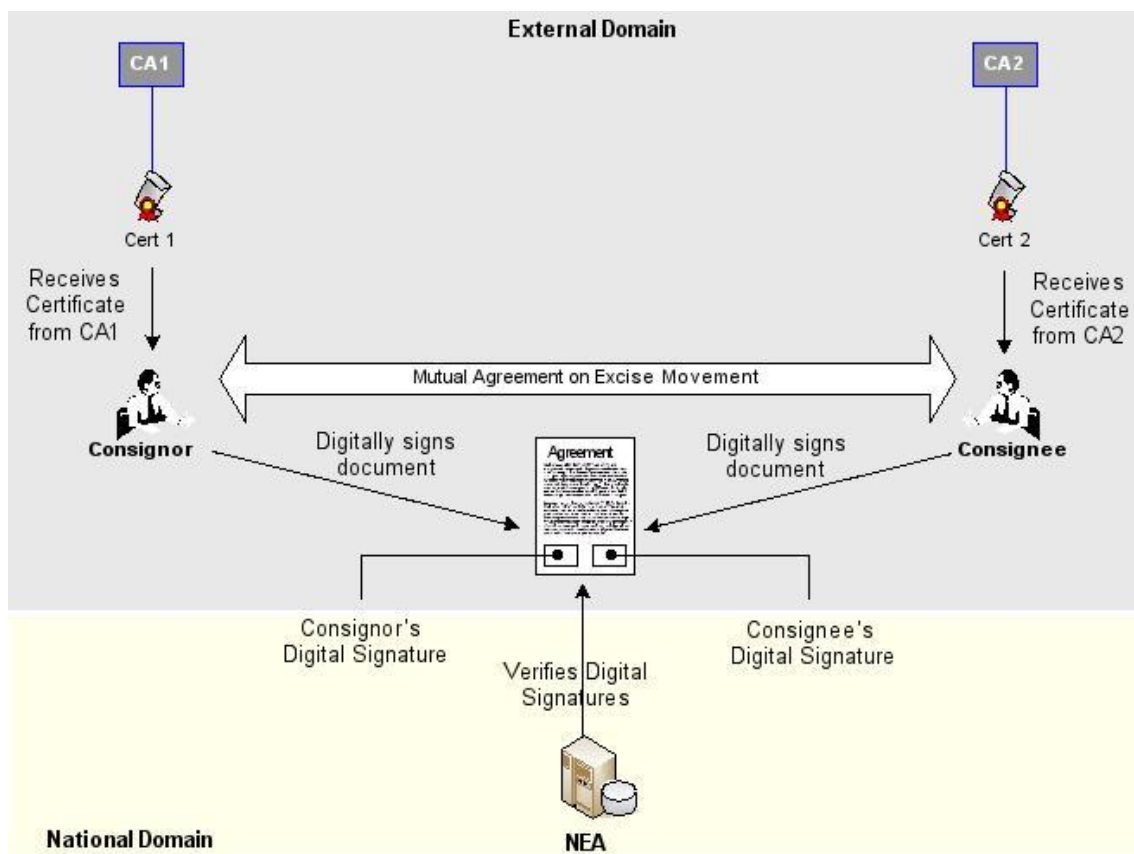 External Domain
CA1
CA2
Cert 1
Cert 2
Receives
Certificate
from CA1
Receives
Certificate
from CA2
Mutual Agreement on Excise Movement
Consignor
Consignee
Digitally signs
document
Digitally signs
document
Agreement
Consignor's
Digital Signature
Consignee's
Digital Signature
Verifies Digital
Signatures
NEA
National Domain